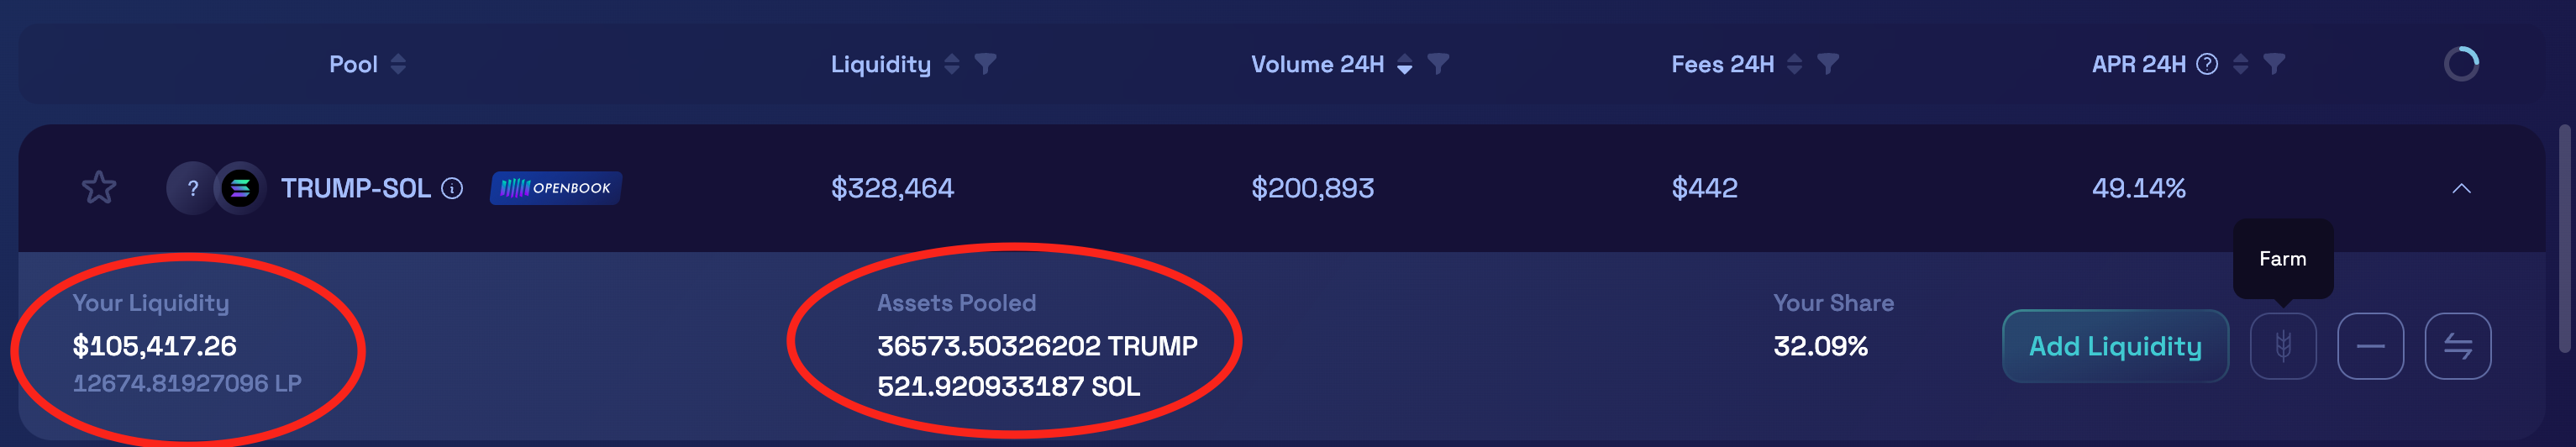 Pool Liquidity Volume 24H Fees 24H APR 24H ?
? TRUMP-SOL i OPENBOOK $328,464 $200,893 $442 49.14%
Farm
Your Liquidity Assets Pooled Your Share
$105,417.26 36573.50326202 TRUMP 32.09% Add Liquidity
12674.81927096 LP 521.920933187 SOL